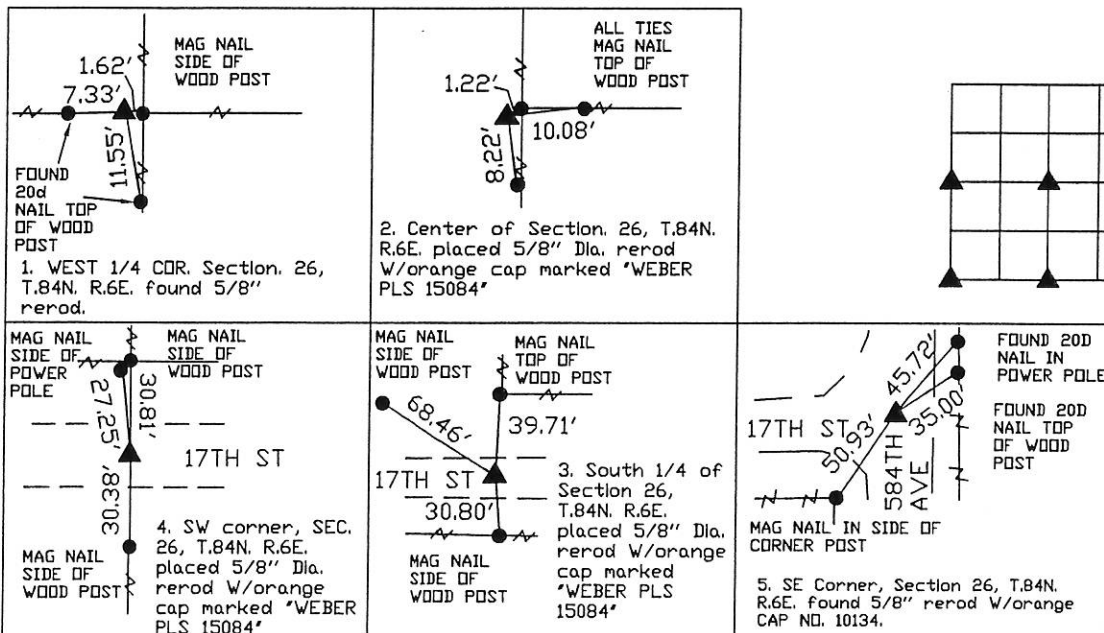 MAG NAIL
SIDE OF
WOOD POST
1.62'
7.33'
11.55'
FOUND
20d
NAIL TOP
OF WOOD
POST
1. WEST 1/4 COR. Section. 26,
T.84N. R.6E. found 5/8"
rerod.
ALL TIES
MAG NAIL
TOP OF
WOOD POST
1.22'
10.08'
8.22'
2. Center of Section. 26, T.84N.
R.6E. placed 5/8" Dia. rerod
W/orange cap marked "WEBER
PLS 15084"
MAG NAIL
SIDE OF
POWER
POLE
MAG NAIL
SIDE OF
WOOD POST
27.25'
30.81'
17TH ST
30.83'
MAG NAIL
SIDE OF
WOOD POST
4. SW corner, SEC.
26, T.84N. R.6E.
placed 5/8" Dia.
rerod W/orange
cap marked "WEBER
PLS 15084"
MAG NAIL
SIDE OF
WOOD POST
MAG NAIL
TOP OF
WOOD POST
68.46'
39.71'
17TH ST
30.80'
MAG NAIL
SIDE OF
WOOD POST
3. South 1/4 of
Section 26,
T.84N. R.6E.
placed 5/8" Dia.
rerod W/orange
cap marked
"WEBER PLS
15084"
45.72'
35.00'
50.93'
17TH ST
584TH
AVE
FOUND 20D
NAIL IN
POWER POLE
FOUND 20D
NAIL TOP
OF WOOD
POST
MAG NAIL IN SIDE OF
CORNER POST
5. SE Corner, Section 26, T.84N.
R.6E. found 5/8" rerod W/orange
CAP NO. 10134.